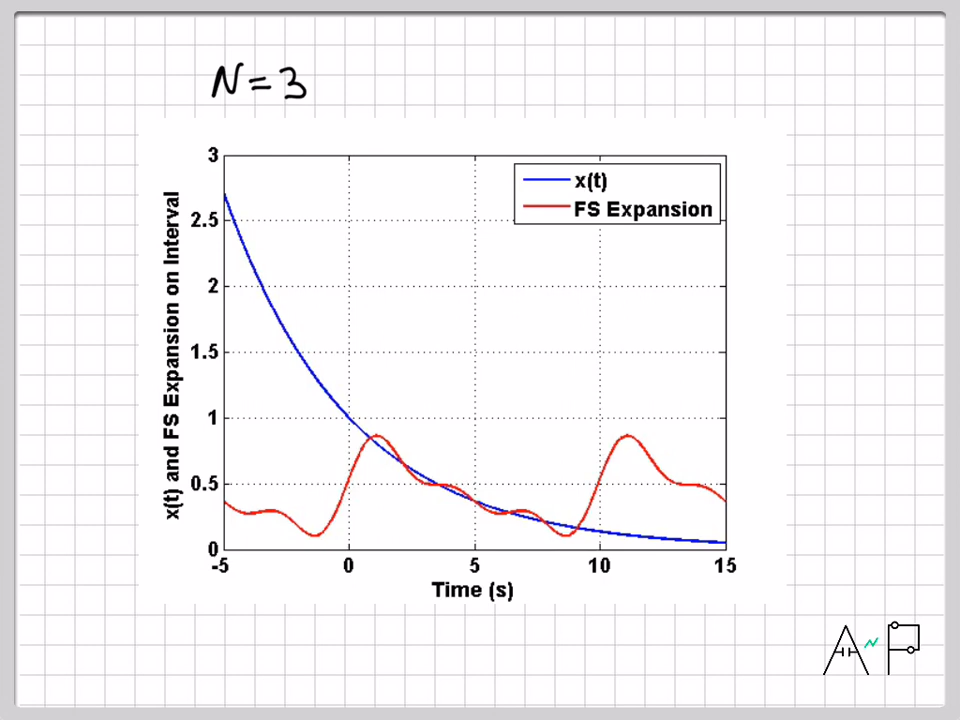 N=3
x(t) and FS Expansion on Interval
3
2.5
2
1.5
1
0.5
0
x(t)
FS Expansion
-5 0 5 10 15
Time (s)